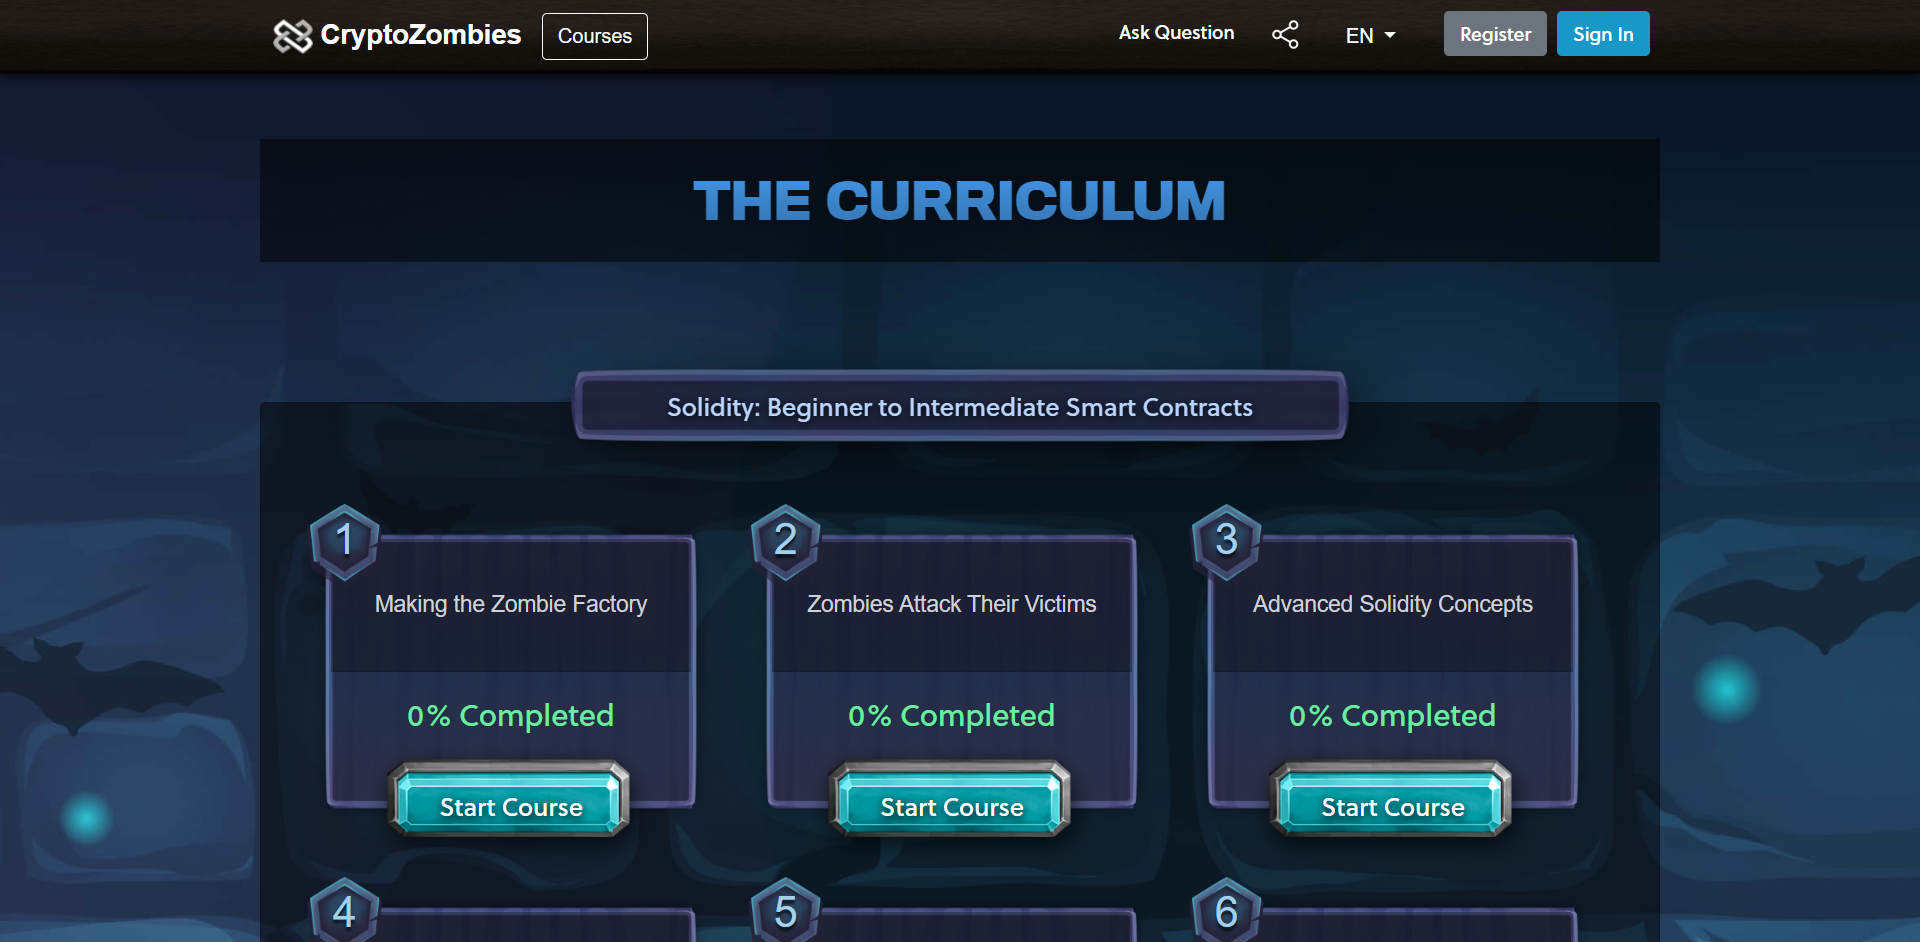 CryptoZombies
Courses
Ask Question
EN
Register
Sign In
THE CURRICULUM
Solidity: Beginner to Intermediate Smart Contracts
1
Making the Zombie Factory
0% Completed
Start Course
2
Zombies Attack Their Victims
0% Completed
Start Course
3
Advanced Solidity Concepts
0% Completed
Start Course
4
5
6